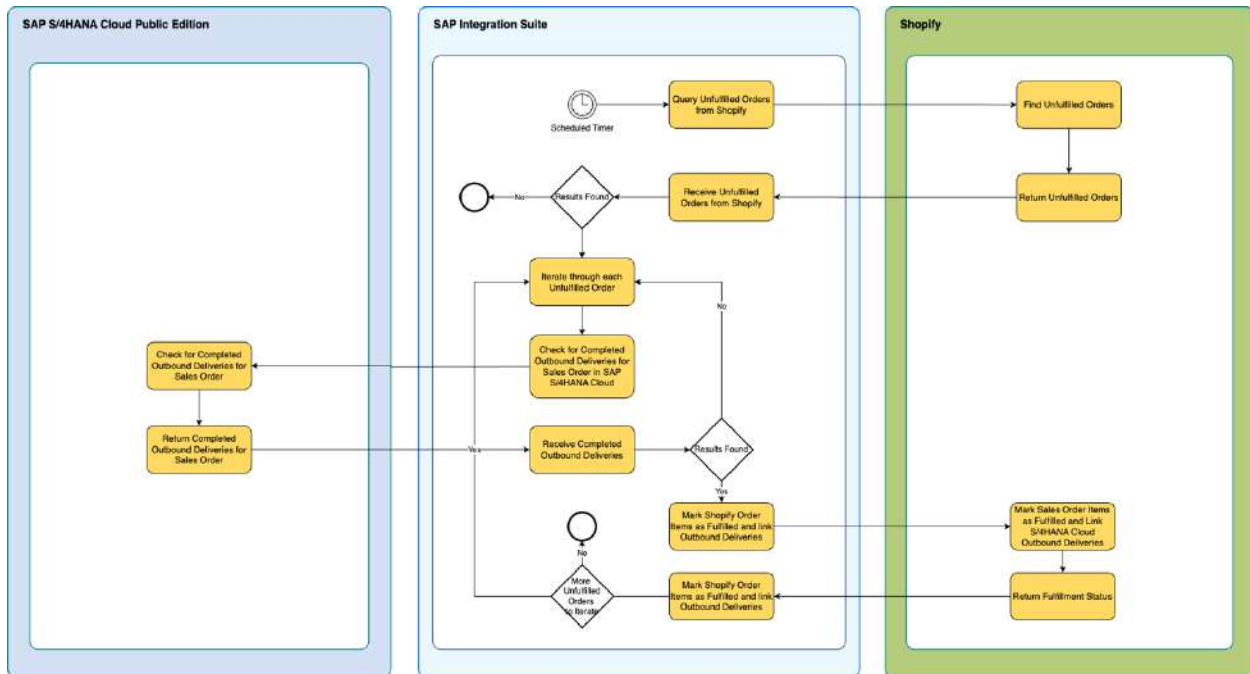 SAP S/4HANA Cloud Public Edition
SAP Integration Suite
Shopify
Scheduled Timer
Query Unfulfilled Orders
from Shopify
Find Unfulfilled Orders
No
Results Found
Receive Unfulfilled
Orders from Shopify
Return Unfulfilled Orders
Iterate through each
Unfulfilled Order
No
Check for Completed
Outbound Deliveries for
Sales Order
Check for Completed
Outbound Deliveries for
Sales Order in SAP
S/4HANA Cloud
Return Completed
Outbound Deliveries for
Sales Order
Yes
Receive Completed
Outbound Deliveries
Results Found
Yes
Mark Shopify Order
Items as Fulfilled and link
Outbound Deliveries
Mark Sales Order Items
as Fulfilled and Link
S/4HANA Cloud
Outbound Deliveries
No
More
Unfulfilled
Orders
to Iterate
Mark Shopify Order
Items as Fulfilled and link
Outbound Deliveries
Return Fulfillment Status